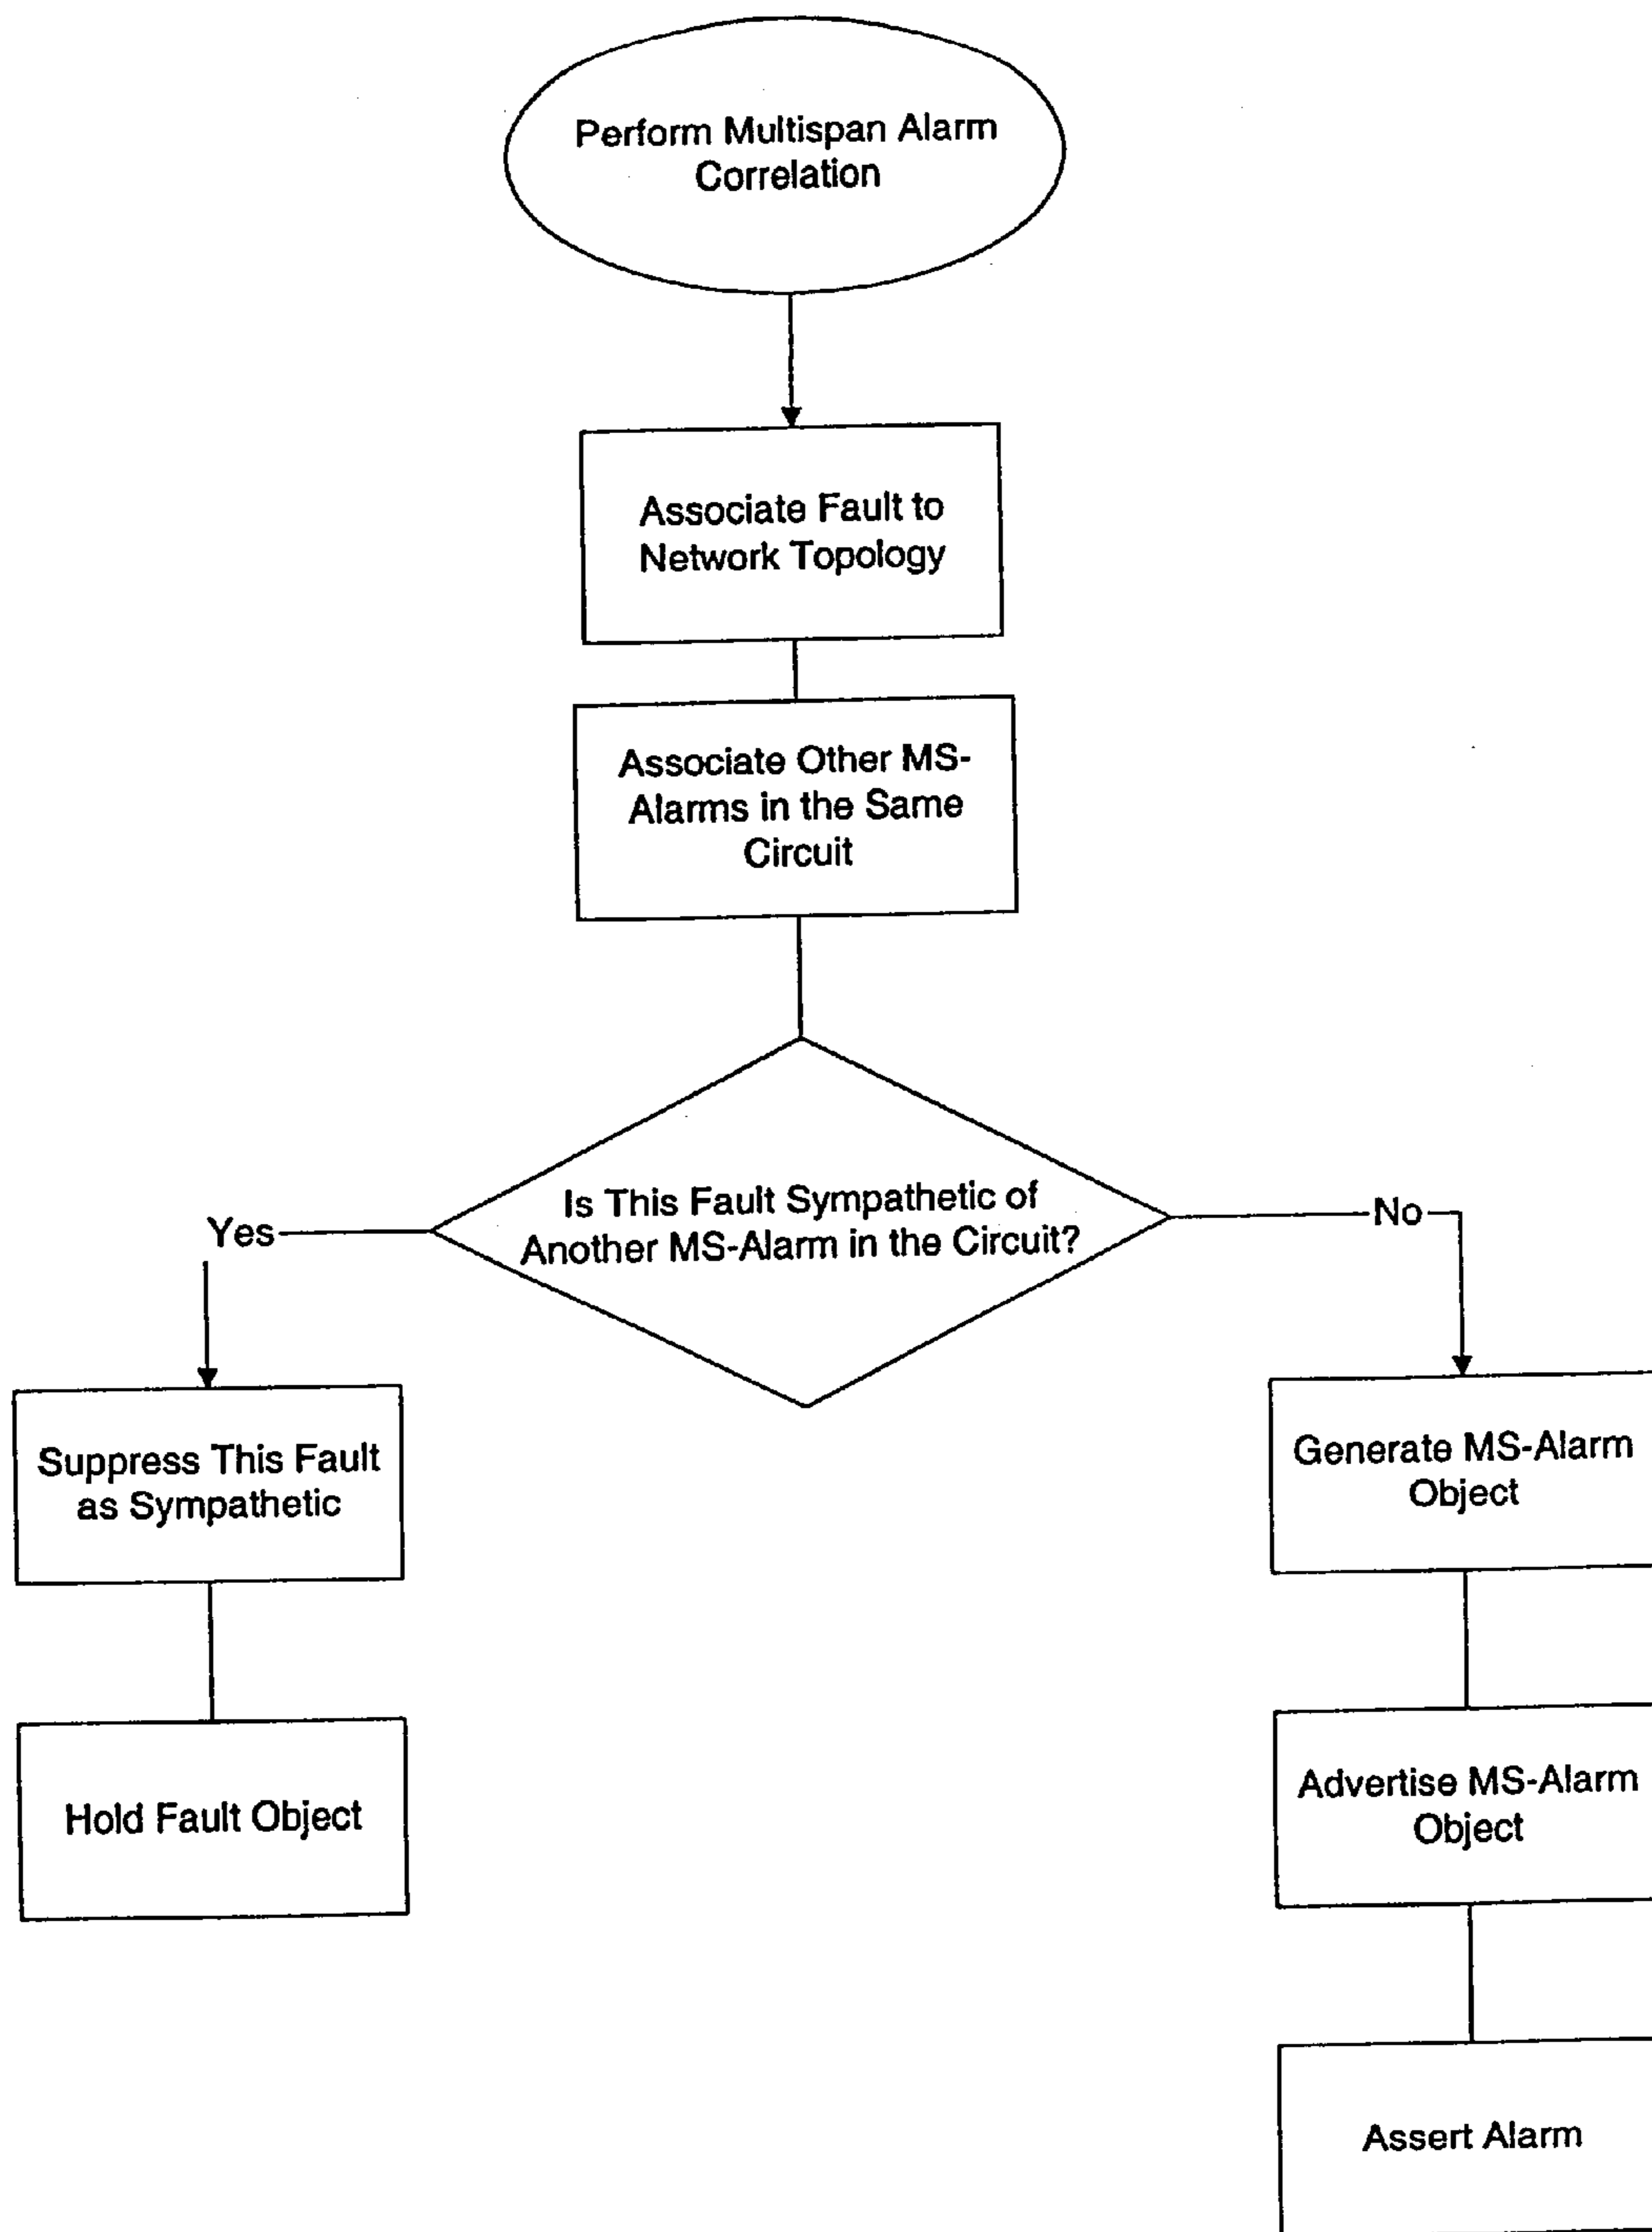 Perform Multispan Alarm
Correlation
Associate Fault to
Network Topology
Associate Other MS-
Alarms in the Same
Circuit
Is This Fault Sympathetic of
Another MS-Alarm in the Circuit?
Yes
No
Suppress This Fault
as Sympathetic
Hold Fault Object
Generate MS-Alarm
Object
Advertise MS-Alarm
Object
Assert Alarm